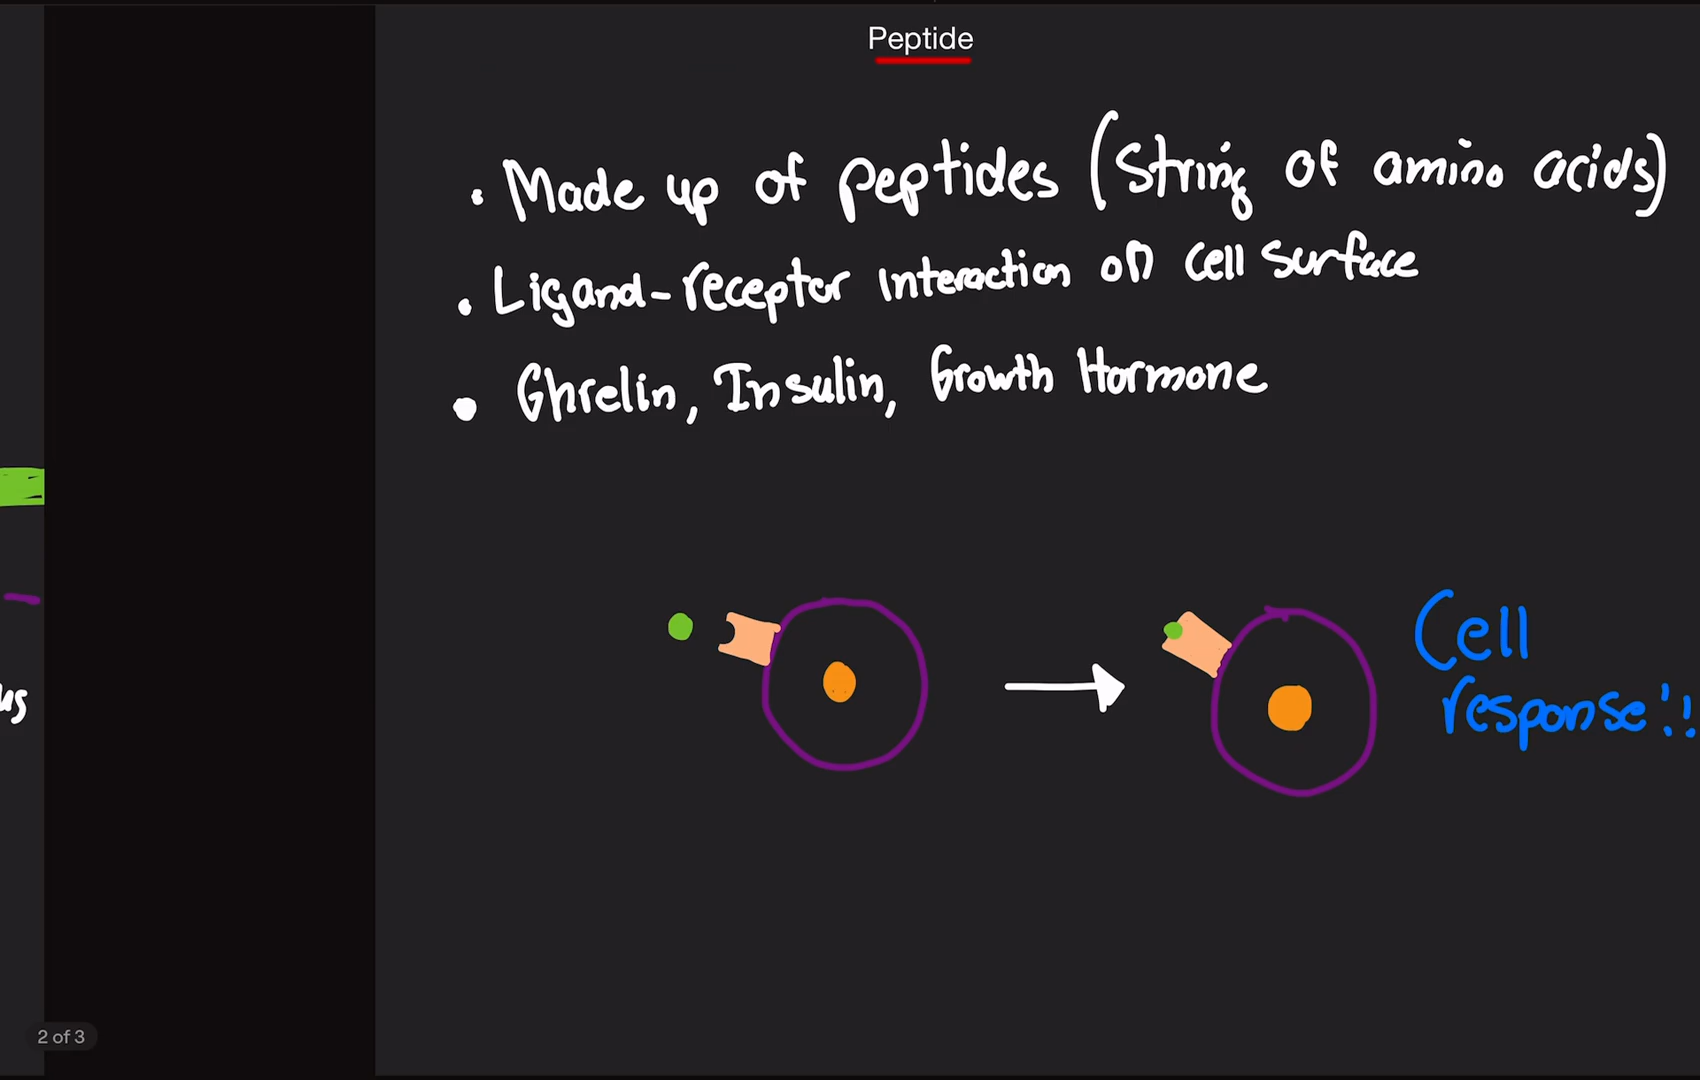 Peptide
• Made up of peptides (String of amino acids)
• Ligand-receptor interaction on cell surface
• Ghrelin, Insulin, Growth Hormone
Cell
response!!
us
2 of 3